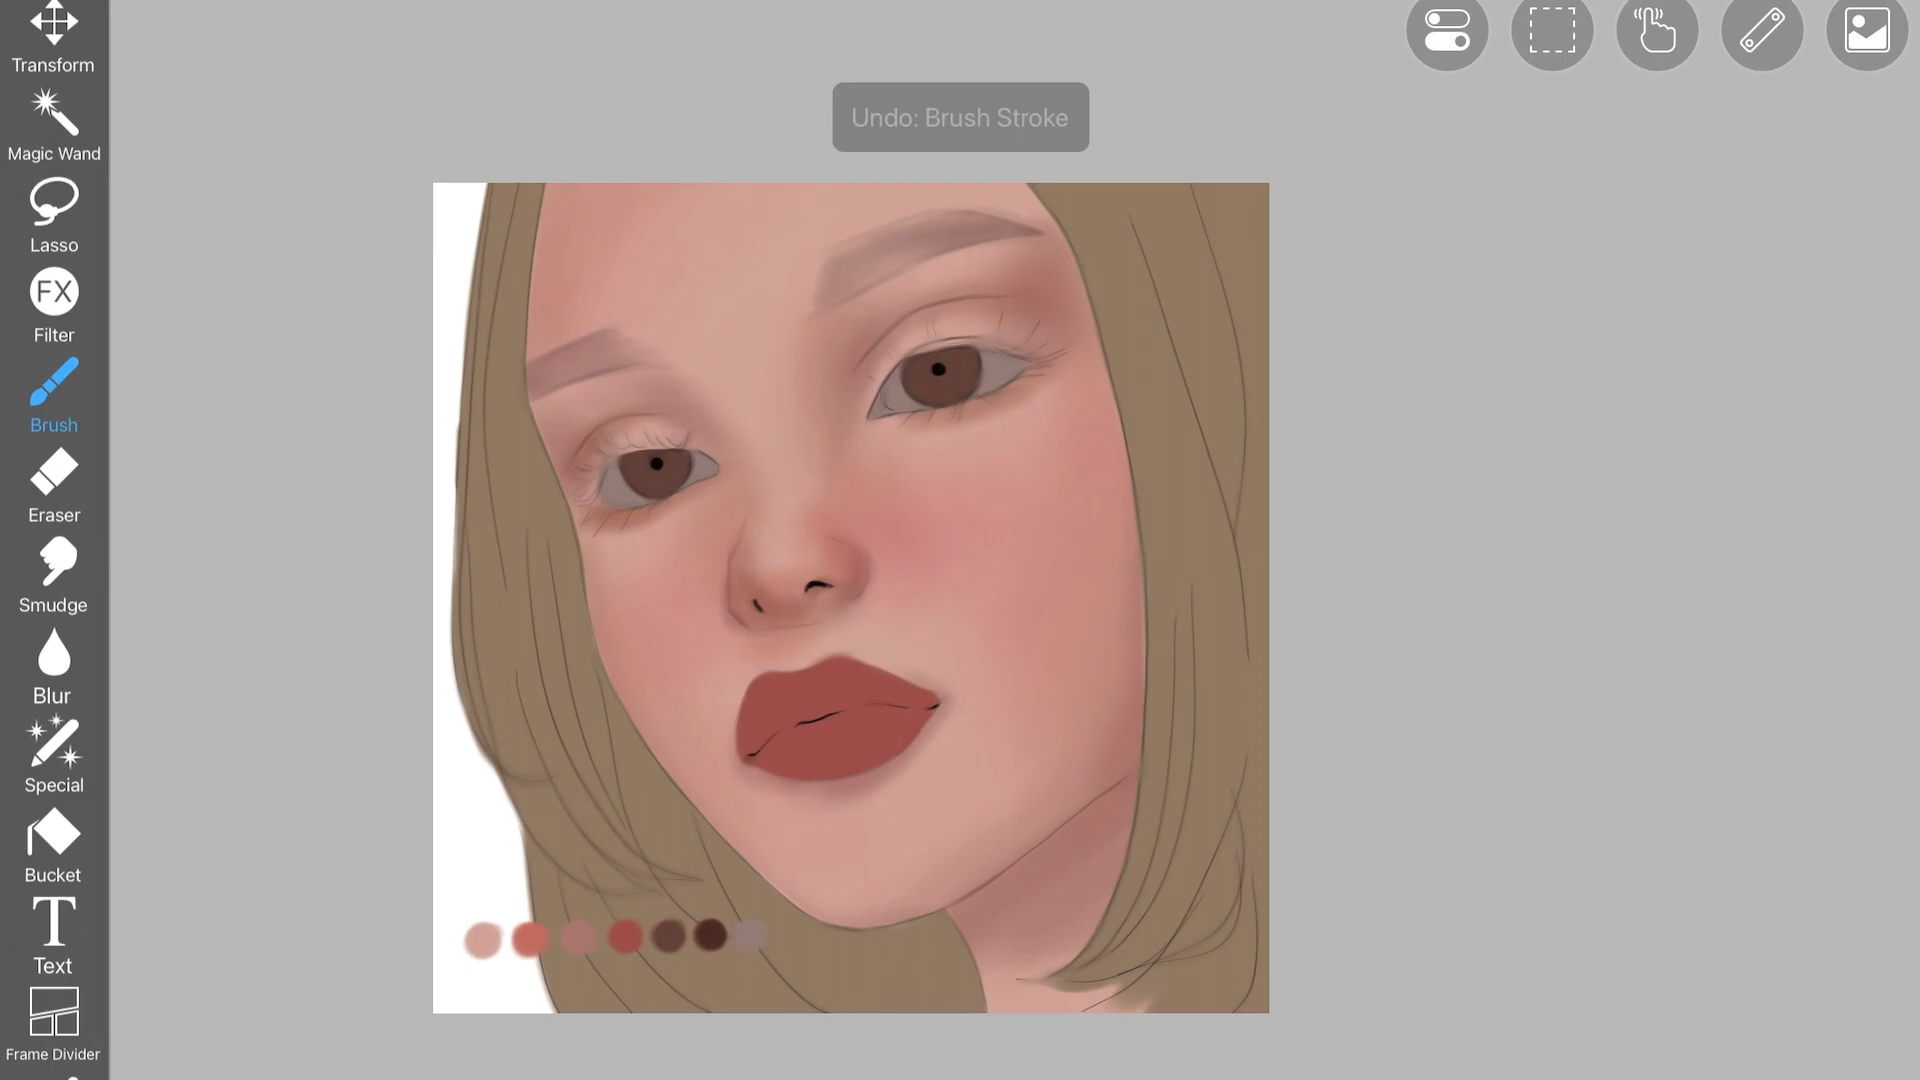 Transform
Magic Wand
Lasso
FX
Filter
Brush
Eraser
Smudge
Blur
Special
Bucket
T
Text
Frame Divider
Undo: Brush Stroke